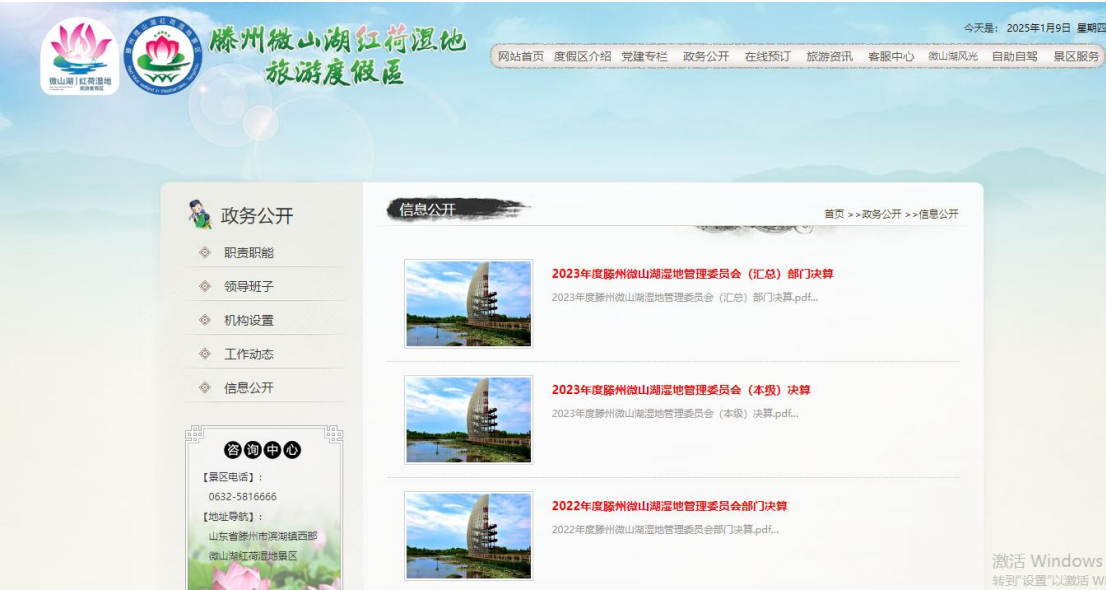 今天是： 2025年1月9日 星期四
滕州微山湖红荷湿地
旅游度假區
微山湖|红荷湿地
旅游度假区
网站首页 度假区介绍 党建专栏 政务公开 在线预订 旅游资讯 客服中心 微山湖风光 自助自驾 景区服务
政务公开
职责职能
领导班子
机构设置
工作动态
信息公开
咨询中心
【景区电话】：
0632-5816666
【地址导航】：
山东省滕州市滨湖镇西部
微山湖红荷湿地景区
信息公开
首页 >>政务公开 >>信息公开
2023年度滕州微山湖湿地管理委员会（汇总）部门决算
2023年度滕州微山湖湿地管理委员会（汇总）部门决算.pdf...
2023年度滕州微山湖湿地管理委员会（本级）决算
2023年度滕州微山湖湿地管理委员会（本级）决算.pdf...
2022年度滕州微山湖湿地管理委员会部门决算
2022年度滕州微山湖湿地管理委员会部门决算.pdf...
激活 Windows
转到"设置"以激活 Wi